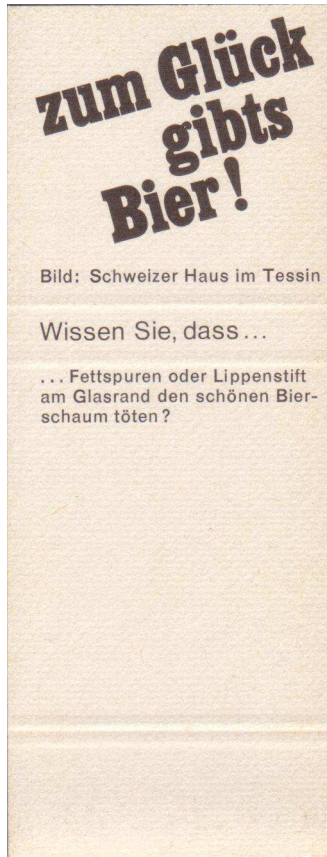 zum Glück
gibts
Bier!
Bild: Schweizer Haus im Tessin
Wissen Sie, dass...
... Fettspuren oder Lippenstift
am Glasrand den schönen Bier-
schaum töten?